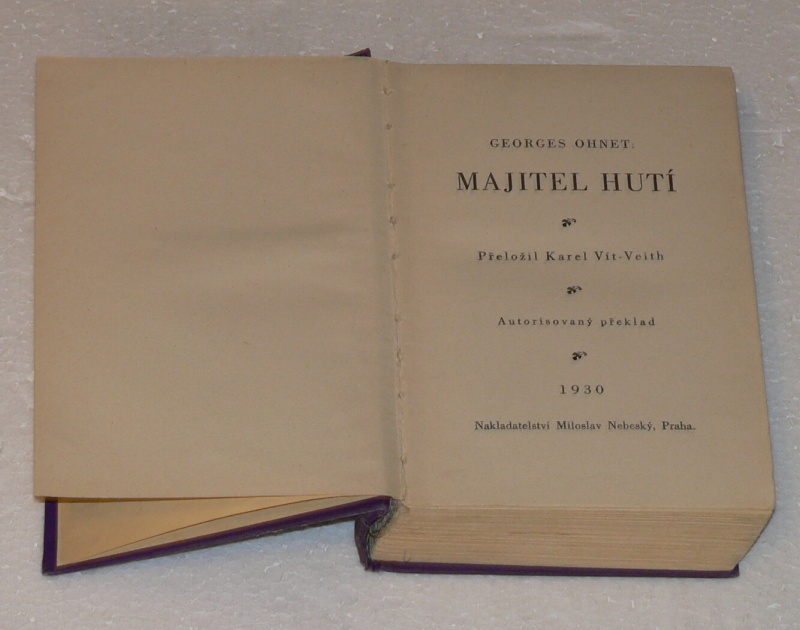 GEORGES OHNET:
MAJITEL HUTÍ
Přeložil Karel Vít-Veith
Autorisovaný překlad
1930
Nakladatelství Miloslav Nebeský, Praha.